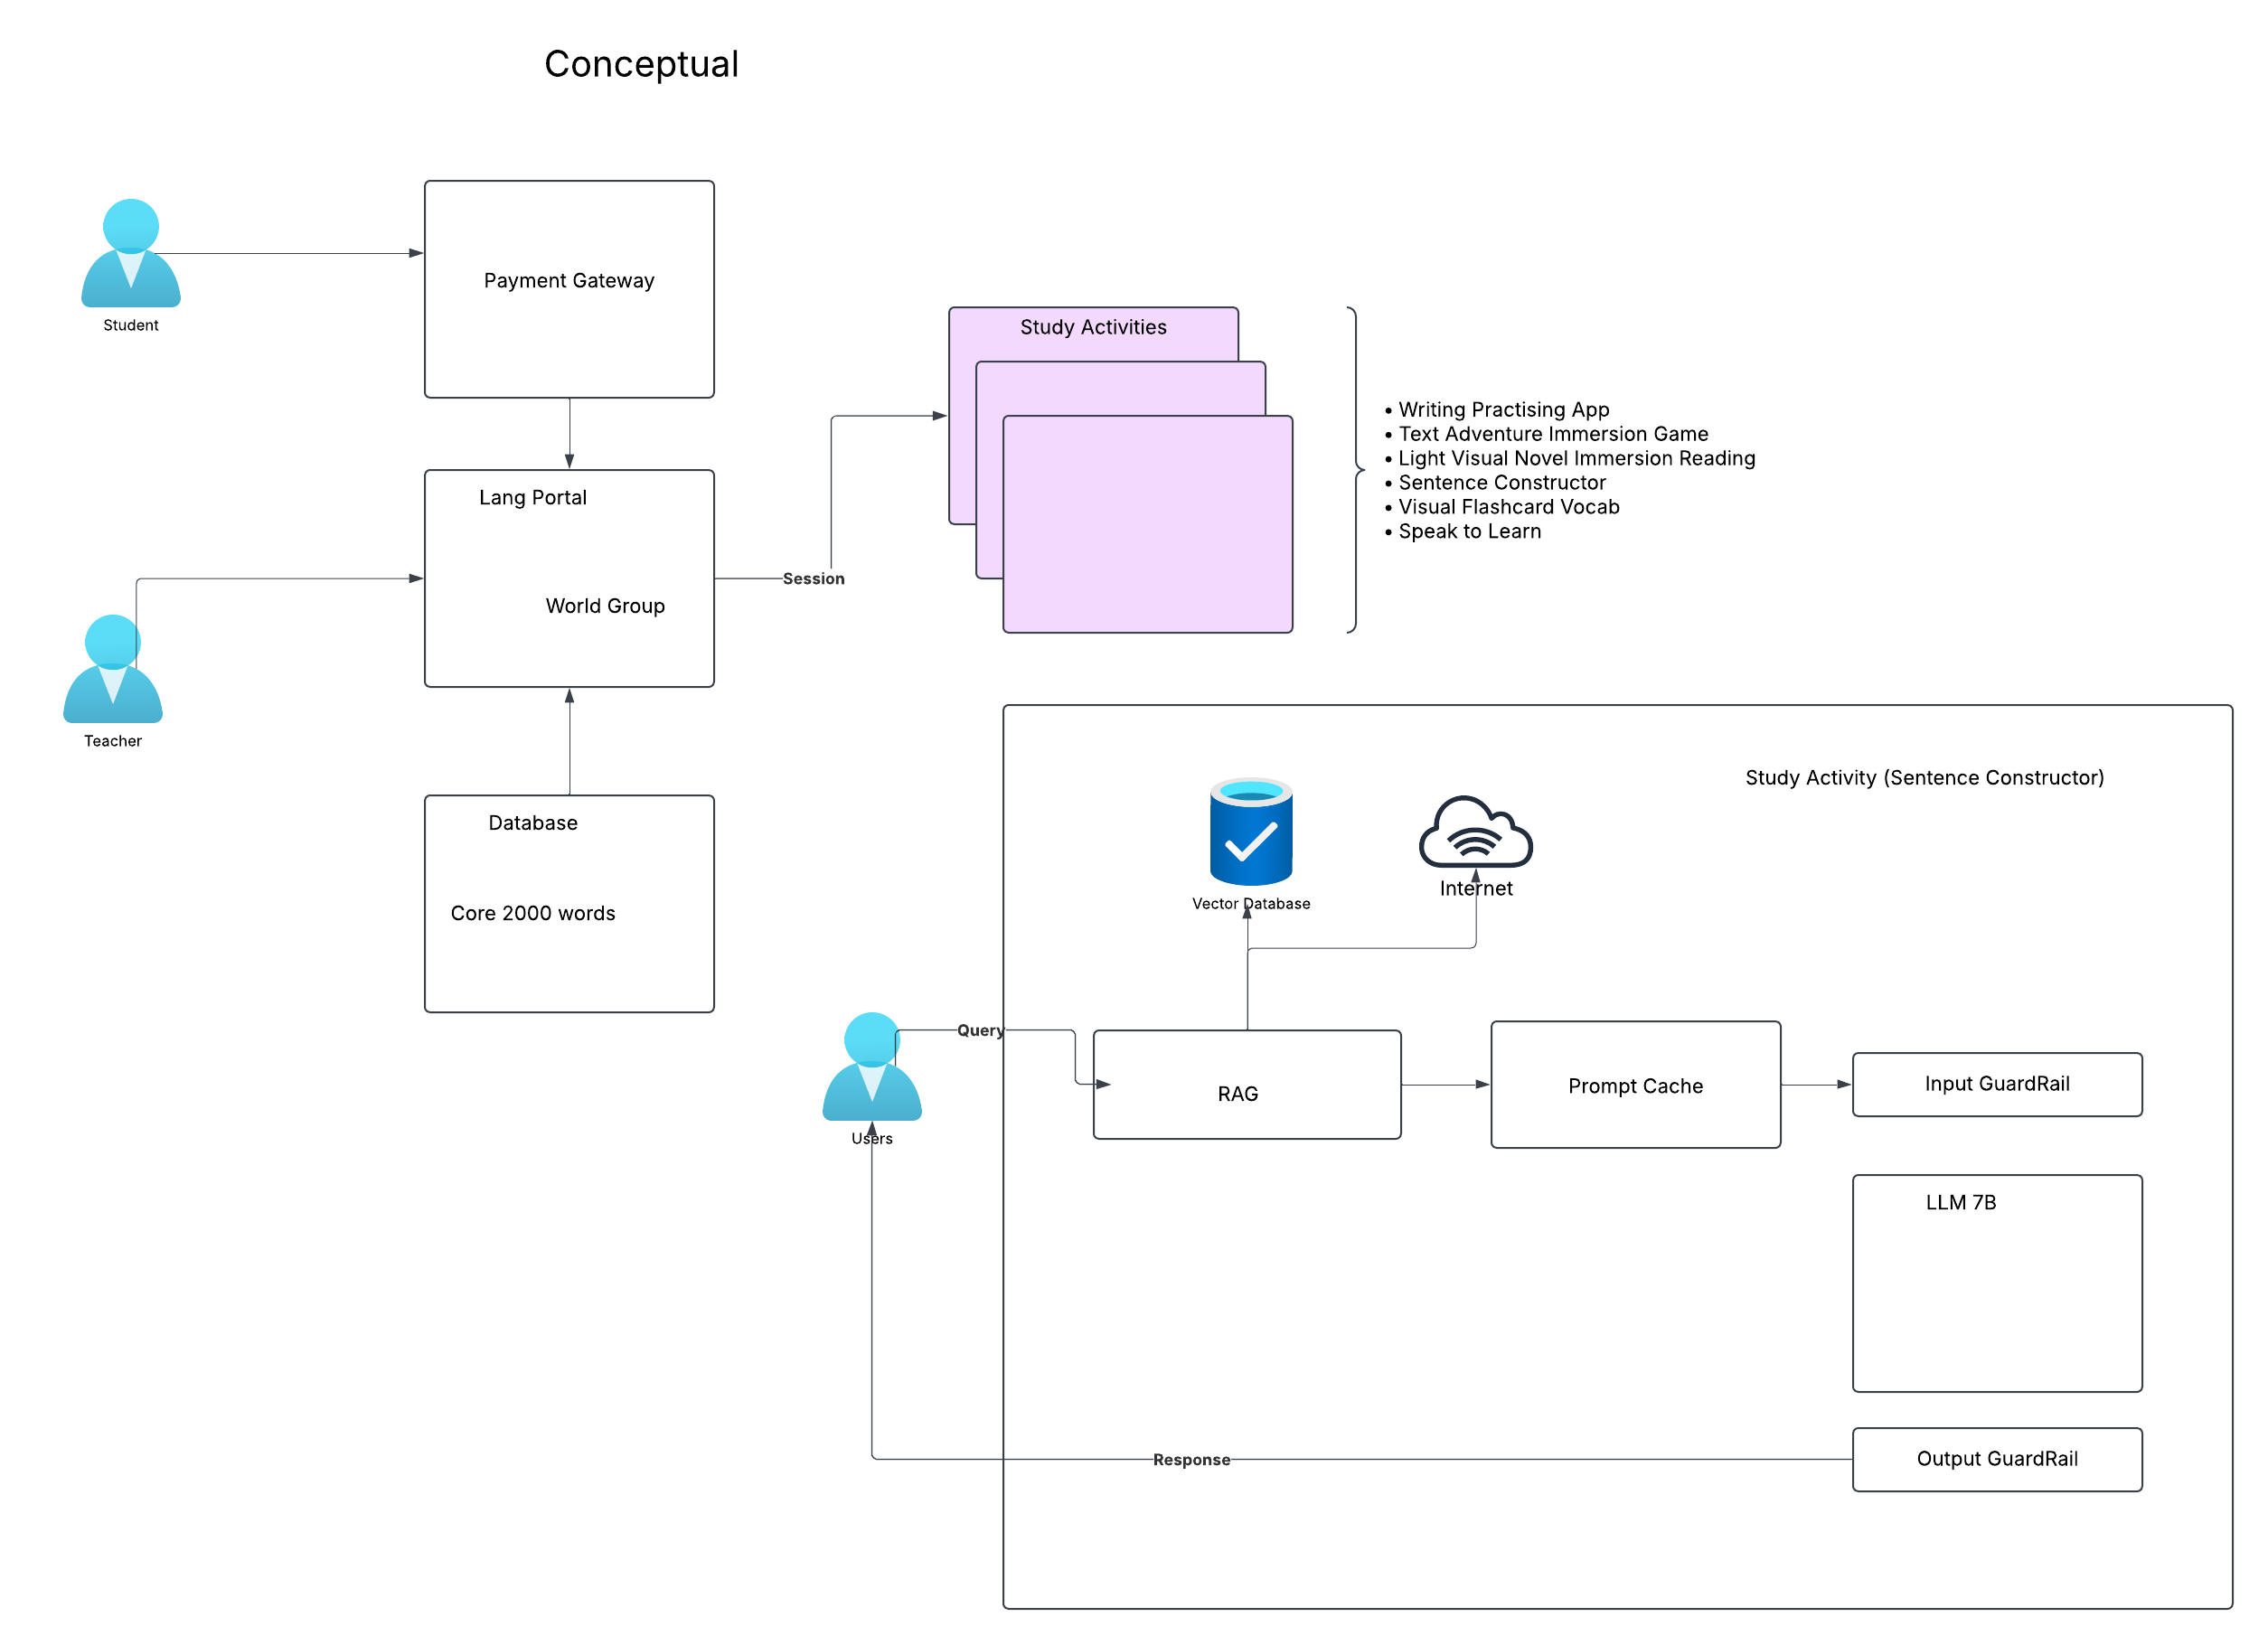 Conceptual
Student
Payment Gateway
Study Activities
• Writing Practising App
• Text Adventure Immersion Game
• Light Visual Novel Immersion Reading
• Sentence Constructor
• Visual Flashcard Vocab
• Speak to Learn
Lang Portal
World Group
Session
Teacher
Database
Core 2000 words
Study Activity (Sentence Constructor)
Vector Database
Internet
Query
Users
RAG
Prompt Cache
Input GuardRail
LLM 7B
Output GuardRail
Response